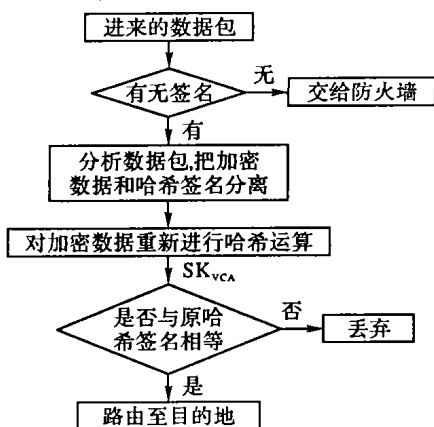 进来的数据包
有无签名
无
交给防火墙
有
分析数据包,把加密
数据和哈希签名分离
对加密数据重新进行哈希运算
SK_VCA
是否与原哈
希签名相等
否
丢弃
是
路由至目的地